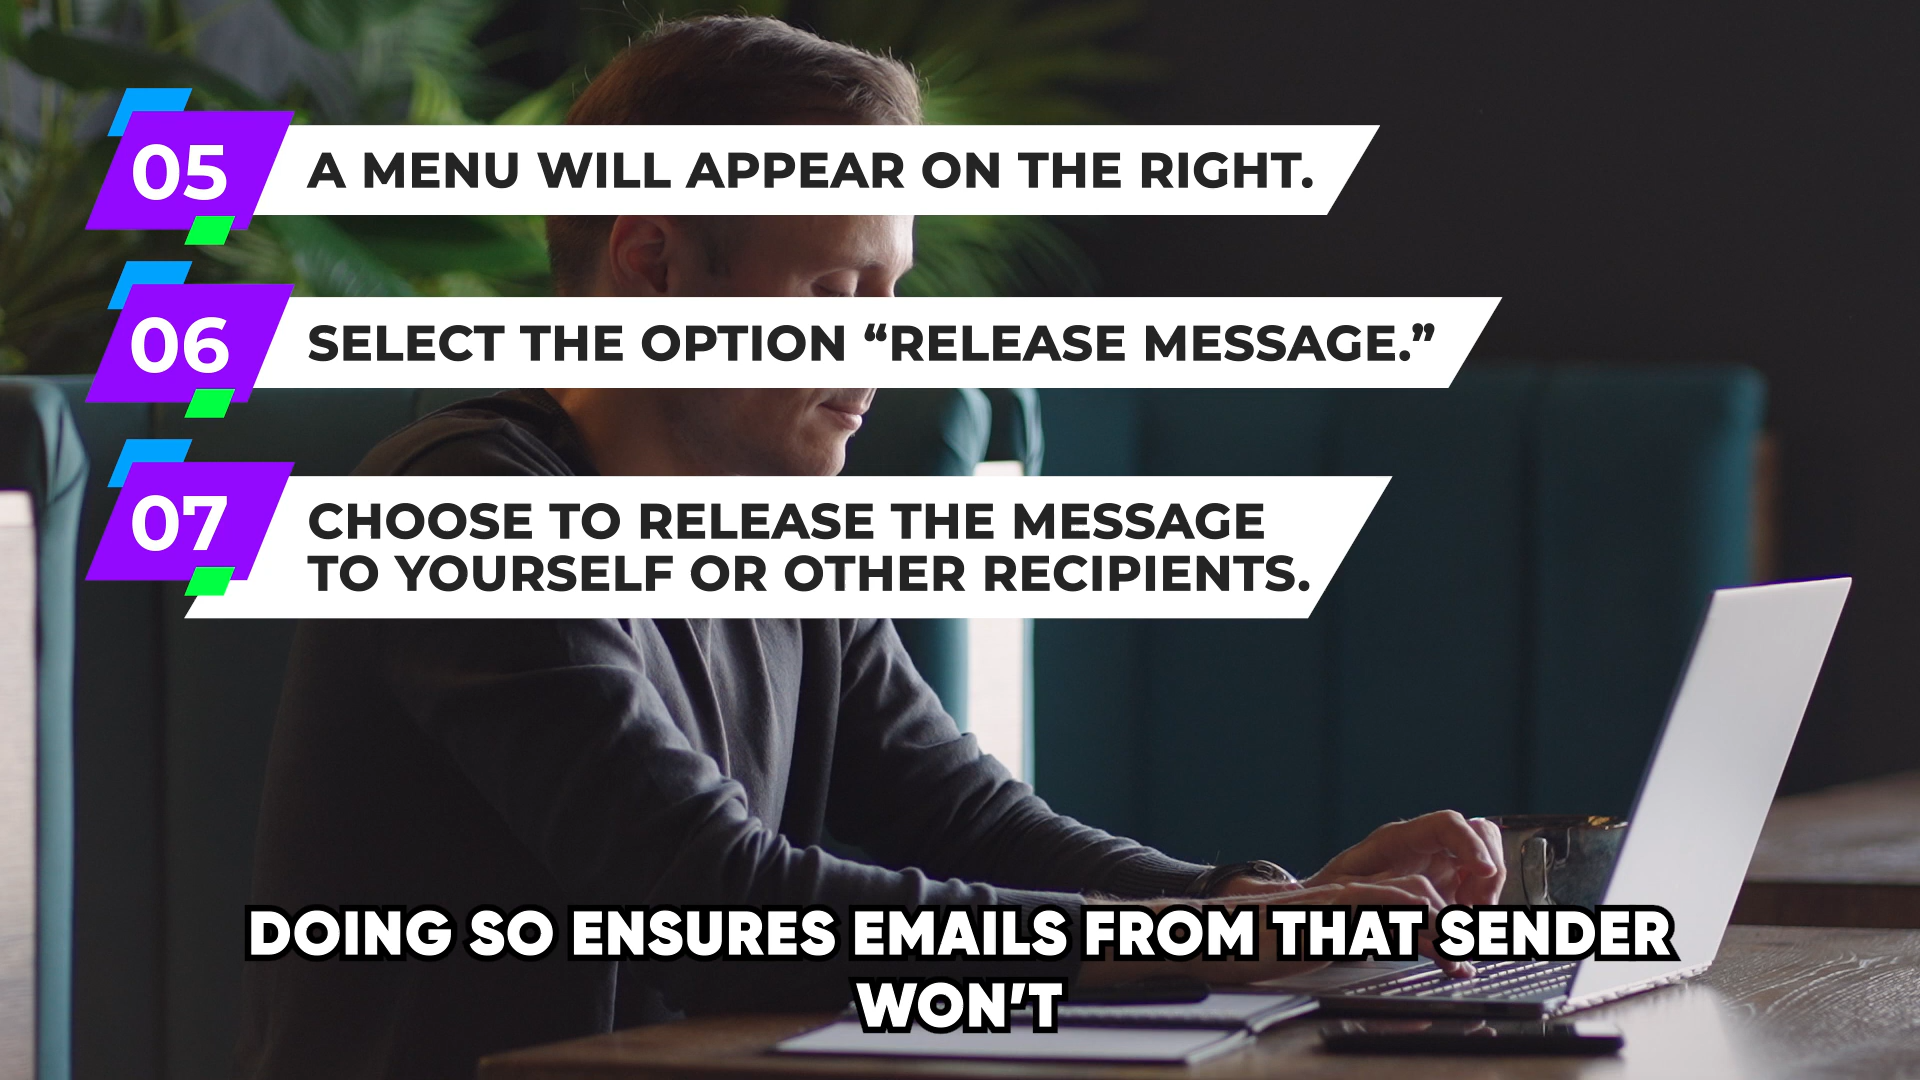 05
A MENU WILL APPEAR ON THE RIGHT.
06
SELECT THE OPTION “RELEASE MESSAGE.”
07
CHOOSE TO RELEASE THE MESSAGE
TO YOURSELF OR OTHER RECIPIENTS.
DOING SO ENSURES EMAILS FROM THAT SENDER
WON’T